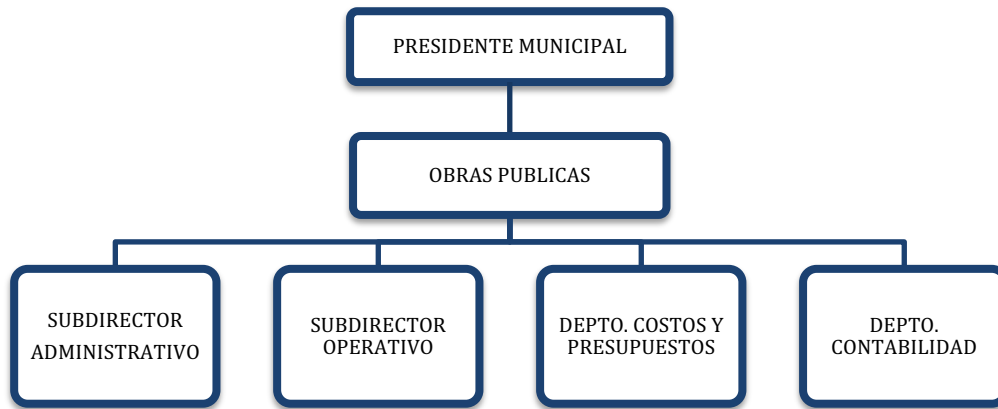 PRESIDENTE MUNICIPAL
OBRAS PUBLICAS
SUBDIRECTOR
ADMINISTRATIVO
SUBDIRECTOR
OPERATIVO
DEPTO. COSTOS Y
PRESUPUESTOS
DEPTO.
CONTABILIDAD